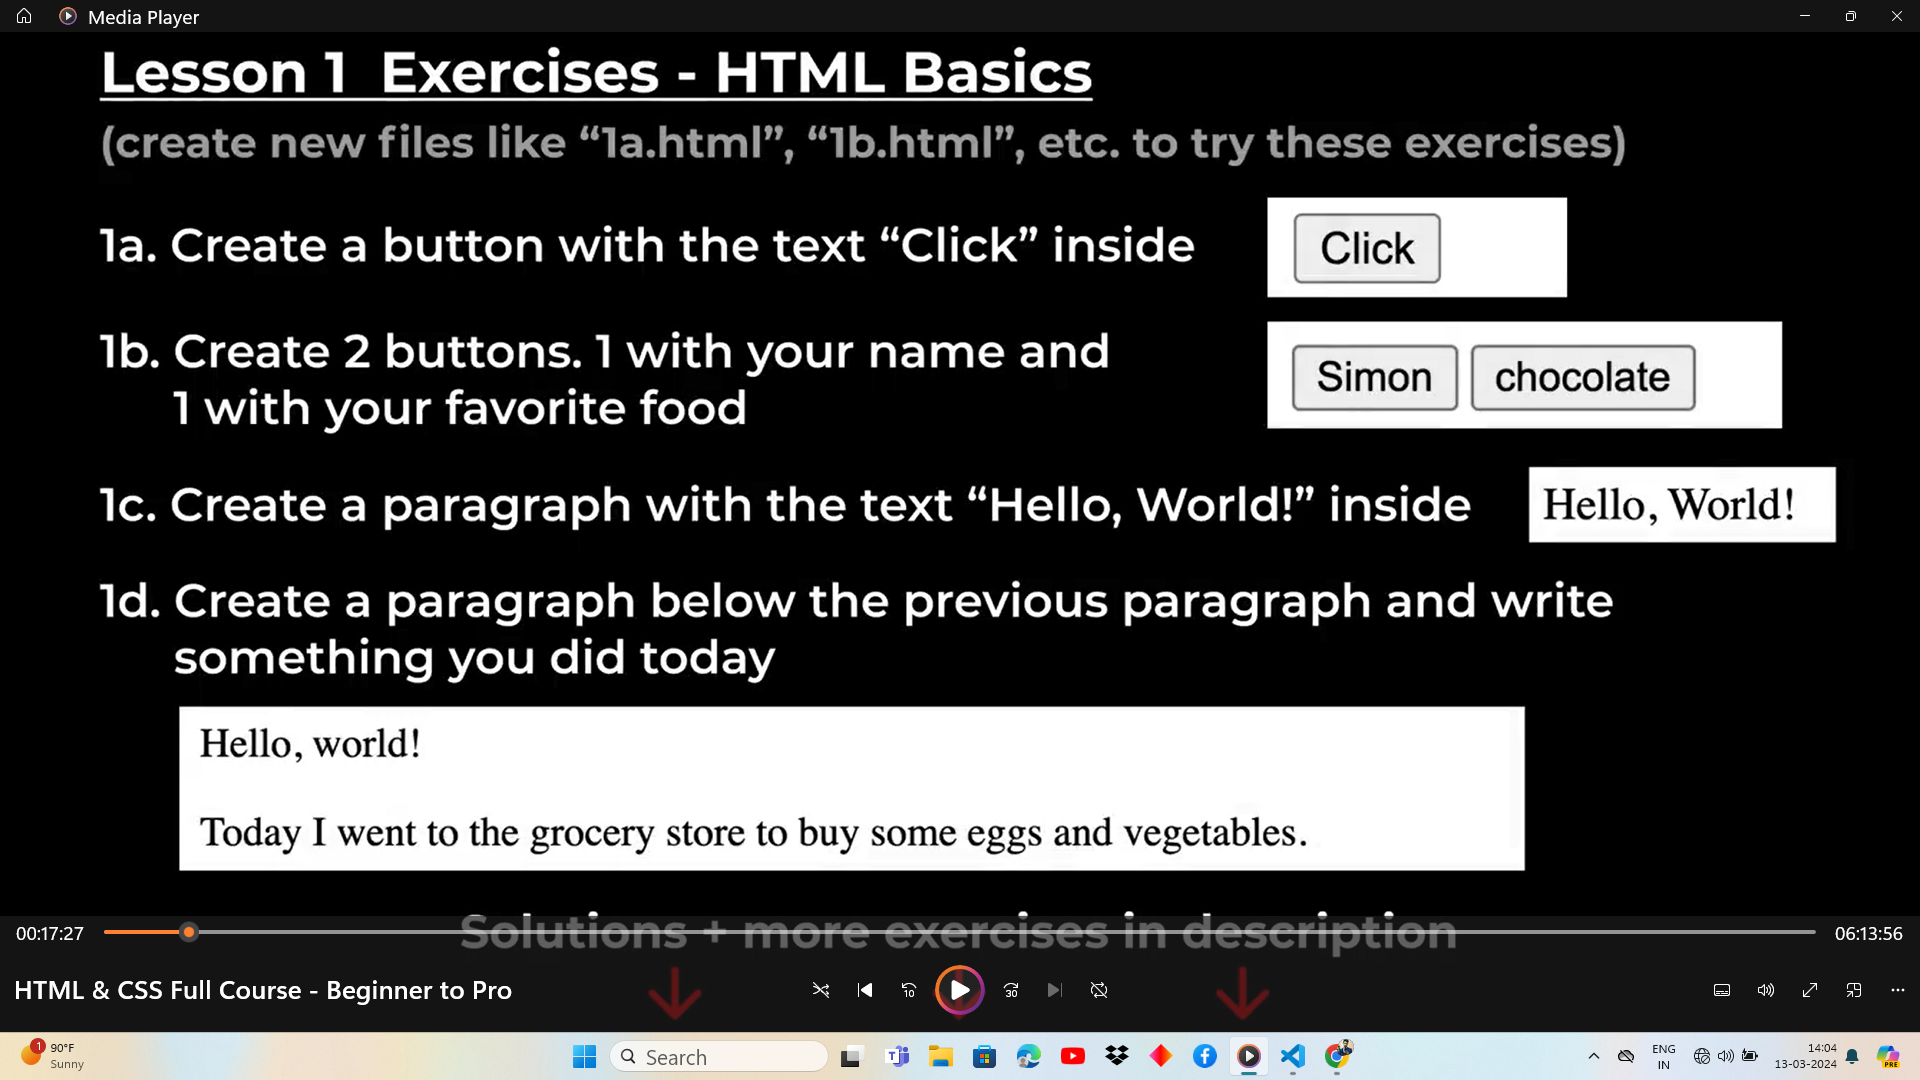 Media Player
Lesson 1  Exercises - HTML Basics
(create new files like “1a.html”, “1b.html”, etc. to try these exercises)
1a. Create a button with the text “Click” inside
Click
1b. Create 2 buttons. 1 with your name and
1 with your favorite food
Simon
chocolate
1c. Create a paragraph with the text “Hello, World!” inside
Hello, World!
1d. Create a paragraph below the previous paragraph and write
something you did today
Hello, world!
Today I went to the grocery store to buy some eggs and vegetables.
Solutions + more exercises in description
00:17:27
06:13:56
HTML & CSS Full Course - Beginner to Pro
10
30
1
90°F
Sunny
Search
T
ENG
IN
14:04
13-03-2024
PRE